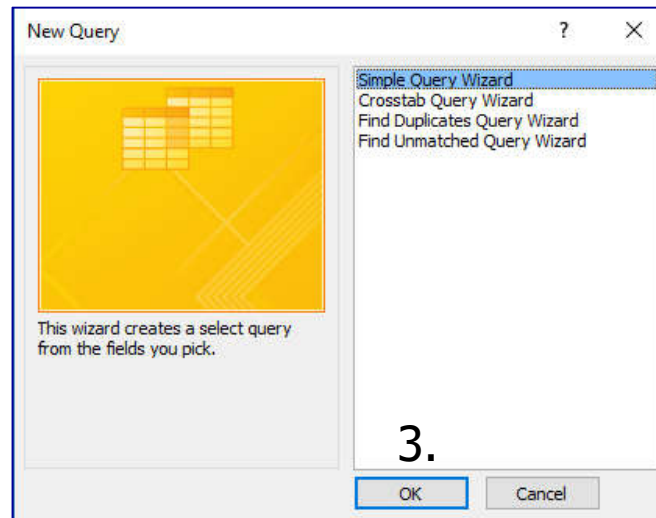 New Query
?
Simple Query Wizard
Crosstab Query Wizard
Find Duplicates Query Wizard
Find Unmatched Query Wizard
This wizard creates a select query
from the fields you pick.
3.
OK
Cancel